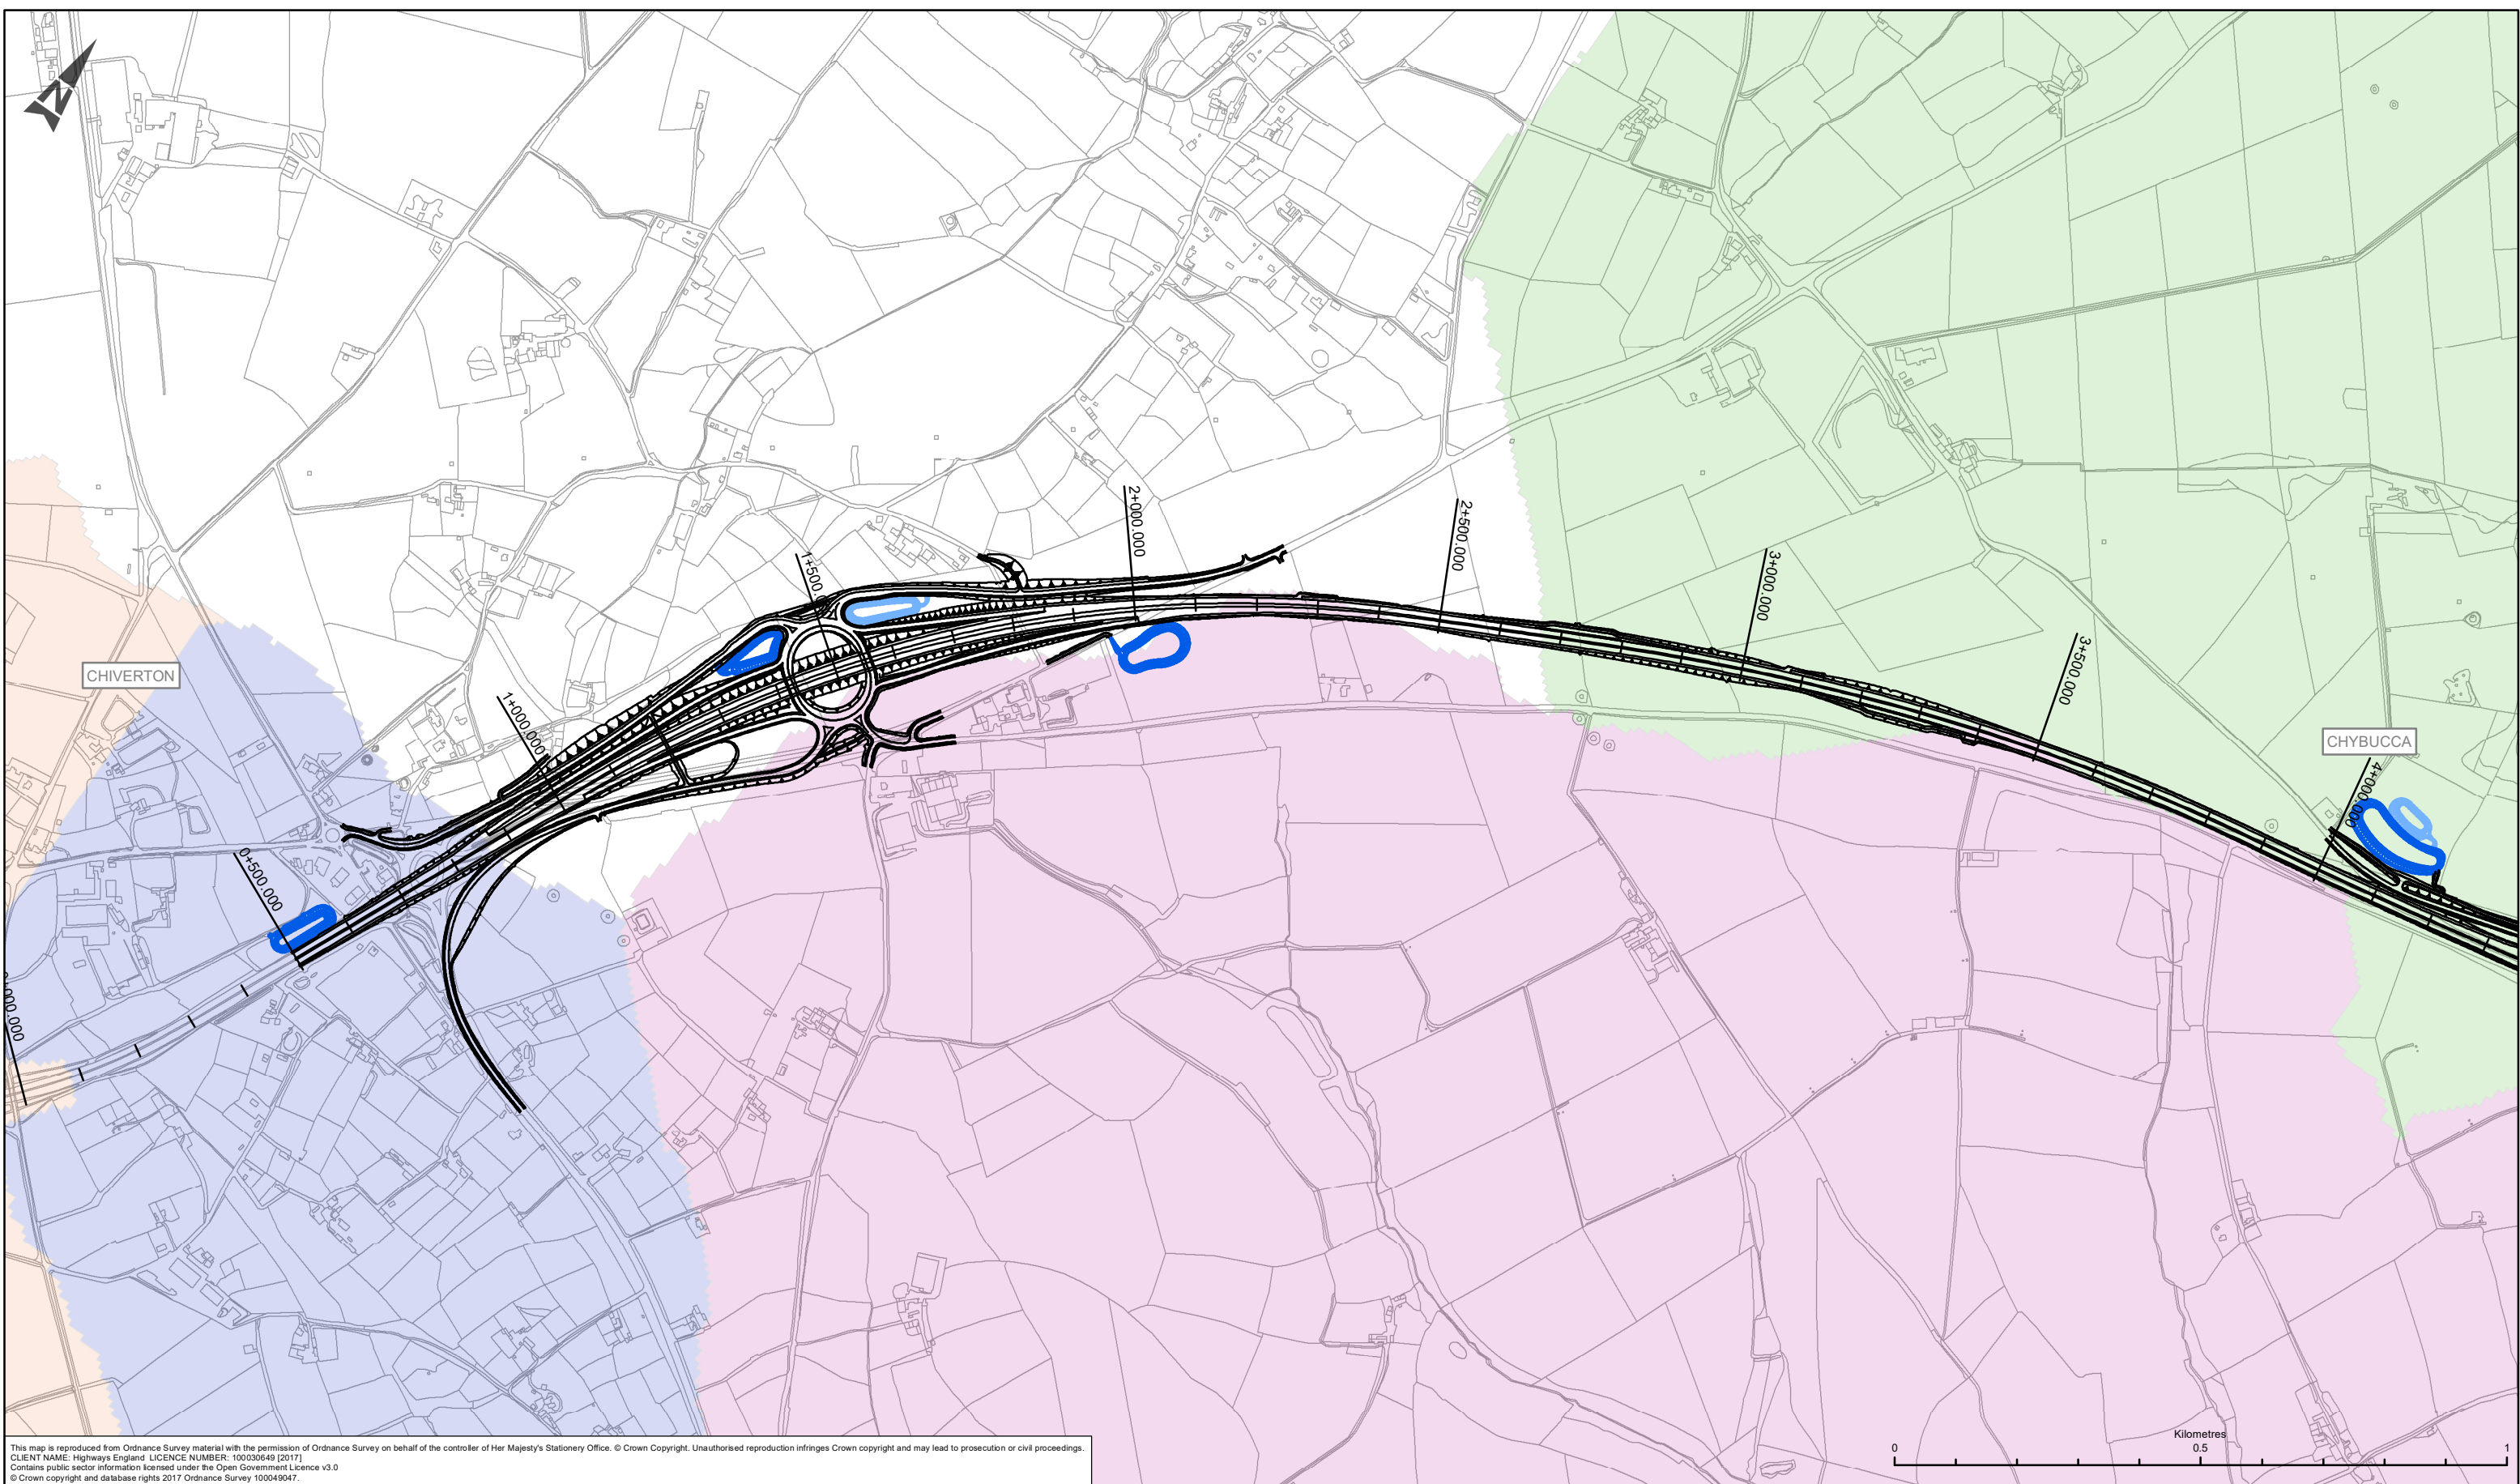 N
2+000.000
2+500.000
1+500.0
3+000.000
3+500.000
CHIVERTON
1+000.000
CHYBUCCA
4+000.000
0+500.000
000.000
Kilometres
0 0.5 1
This map is reproduced from Ordnance Survey material with the permission of Ordnance Survey on behalf of the controller of Her Majesty's Stationery Office. © Crown Copyright. Unauthorised reproduction infringes Crown copyright and may lead to prosecution or civil proceedings.
CLIENT NAME: Highways England LICENCE NUMBER: 100030649 [2017]
Contains public sector information licensed under the Open Government Licence v3.0
© Crown copyright and database rights 2017 Ordnance Survey 100049047.